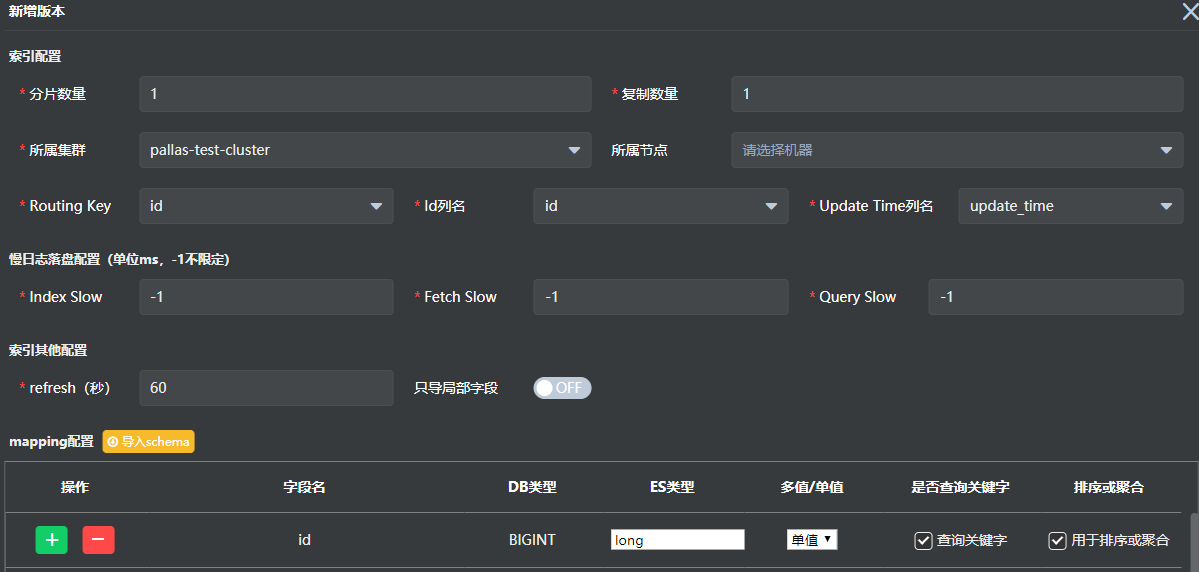 新增版本
索引配置
* 分片数量 1 * 复制数量 1
* 所属集群 pallas-test-cluster 所属节点 请选择机器
* Routing Key id * Id列名 id * Update Time列名 update_time
慢日志落盘配置（单位ms，-1不限定）
* Index Slow -1 * Fetch Slow -1 * Query Slow -1
索引其他配置
* refresh（秒） 60 只导局部字段 OFF
mapping配置 导入schema
操作 字段名 DB类型 ES类型 多值/单值 是否查询关键字 排序或聚合
id BIGINT long 单值 查询关键字 用于排序或聚合